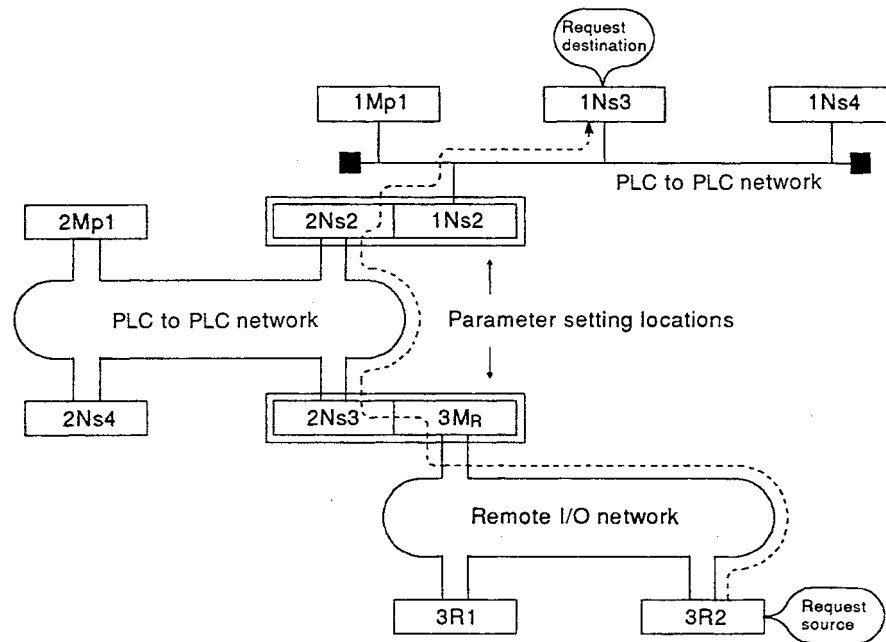 Request
destination
1Mp1
1Ns3
1Ns4
PLC to PLC network
2Mp1
2Ns2
1Ns2
PLC to PLC network
Parameter setting locations
2Ns4
2Ns3
3MR
Remote I/O network
3R1
3R2
Request
source